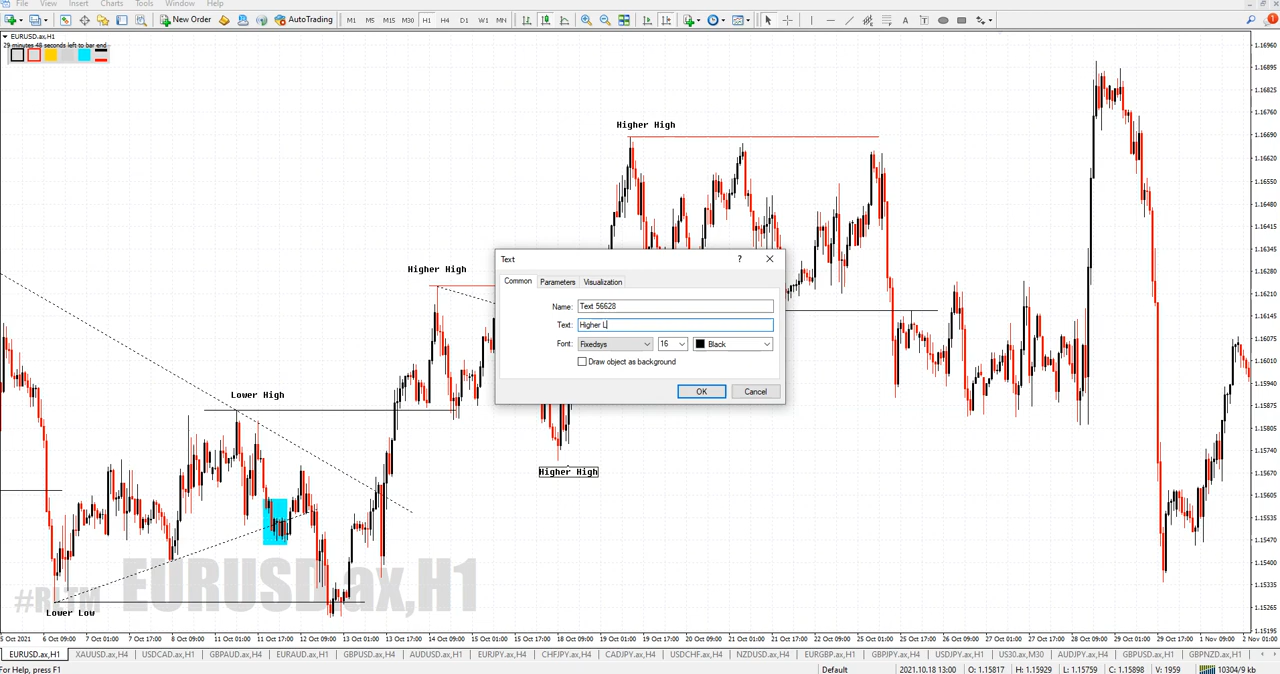 File View Insert Charts Tools Window Help
New Order AutoTrading M1 M5 M15 M30 H1 H4 D1 W1 MN
EURUSD.ax,H1
29 minutes 48 seconds left to bar end
1.16960
1.16895
1.16825
1.16760
1.16690
1.16620
1.16550
1.16480
1.16415
1.16345
1.16280
1.16210
1.16145
1.16075
1.16010
1.15940
1.15875
1.15805
1.15740
1.15670
1.15605
1.15535
1.15470
1.15400
1.15335
1.15265
1.15195
Higher High
Higher High
Lower High
Higher High
Lower Low
#RLTM EURUSD.ax,H1
Text ? 
Common Parameters Visualization
Name: Text 56628
Text: Higher L
Font: Fixedsys 16 Black
Draw object as background
OK Cancel
5 Oct 2021 6 Oct 09:00 7 Oct 01:00 7 Oct 17:00 8 Oct 09:00 11 Oct 01:00 11 Oct 17:00 12 Oct 09:00 13 Oct 01:00 13 Oct 17:00 14 Oct 09:00 15 Oct 01:00 15 Oct 17:00 18 Oct 09:00 19 Oct 01:00 19 Oct 17:00 20 Oct 09:00 21 Oct 01:00 21 Oct 17:00 22 Oct 09:00 25 Oct 01:00 25 Oct 17:00 26 Oct 09:00 27 Oct 01:00 27 Oct 17:00 28 Oct 09:00 29 Oct 01:00 29 Oct 17:00 1 Nov 09:00 2 Nov 01:00
EURUSD.ax,H1 XAUUSD.ax,H4 USDCAD.ax,H1 GBPAUD.ax,H4 EURAUD.ax,H1 GBPUSD.ax,H4 AUDUSD.ax,H1 EURJPY.ax,H4 CHFJPY.ax,H4 CADJPY.ax,H4 USDCHF.ax,H4 NZDUSD.ax,H4 EURGBP.ax,H1 GBPJPY.ax,H4 USDJPY.ax,H1 US30.ax,M30 AUDJPY.ax,H4 GBPUSD.ax,H1 GBPNZD.ax,H1
For Help, press F1 Default 2021.10.18 13:00 O: 1.15817 H: 1.15929 L: 1.15759 C: 1.15898 V: 1959 10304/9 kb